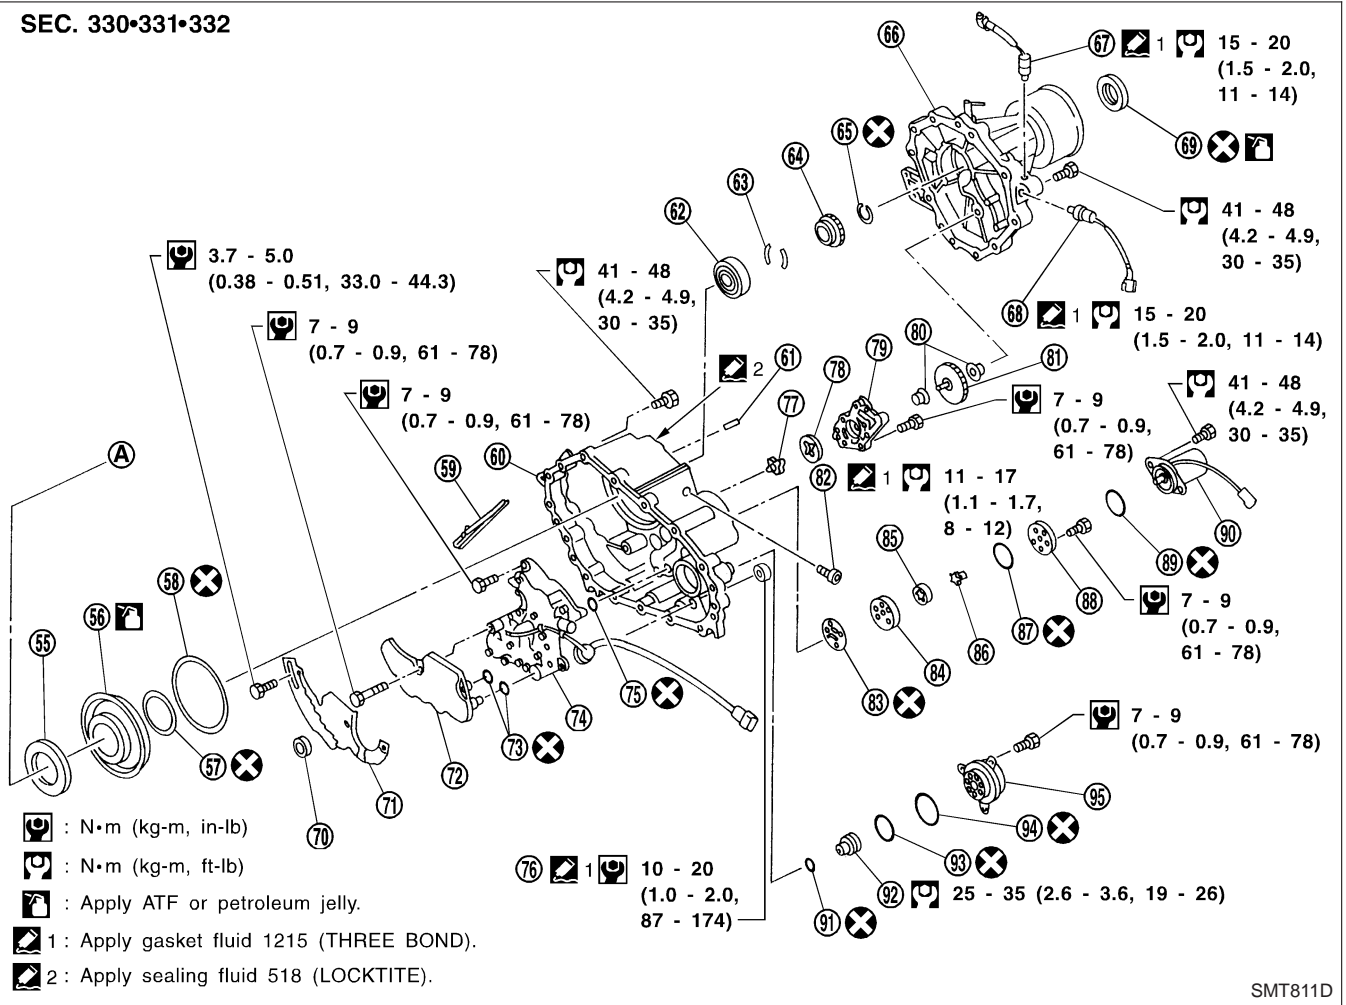 SEC. 330•331•332
66
67 1 15 - 20
(1.5 - 2.0,
11 - 14)
65
69
64
63
62
41 - 48
(4.2 - 4.9,
30 - 35)
3.7 - 5.0
(0.38 - 0.51, 33.0 - 44.3)
41 - 48
(4.2 - 4.9,
30 - 35)
7 - 9
(0.7 - 0.9, 61 - 78)
68 1 15 - 20
(1.5 - 2.0, 11 - 14)
2
61
78
79
80
81
7 - 9
(0.7 - 0.9, 61 - 78)
7 - 9
(0.7 - 0.9,
61 - 78)
41 - 48
(4.2 - 4.9,
30 - 35)
77
A
59
60
82
1 11 - 17
(1.1 - 1.7,
8 - 12)
90
85
89
58
56
55
88
87
86
84
83
7 - 9
(0.7 - 0.9,
61 - 78)
75
74
73
72
57
71
70
7 - 9
(0.7 - 0.9, 61 - 78)
95
94
93
76 1 10 - 20
(1.0 - 2.0,
87 - 174)
92 25 - 35 (2.6 - 3.6, 19 - 26)
91
: N•m (kg-m, in-lb)
: N•m (kg-m, ft-lb)
: Apply ATF or petroleum jelly.
1 : Apply gasket fluid 1215 (THREE BOND).
2 : Apply sealing fluid 518 (LOCKTITE).
SMT811D